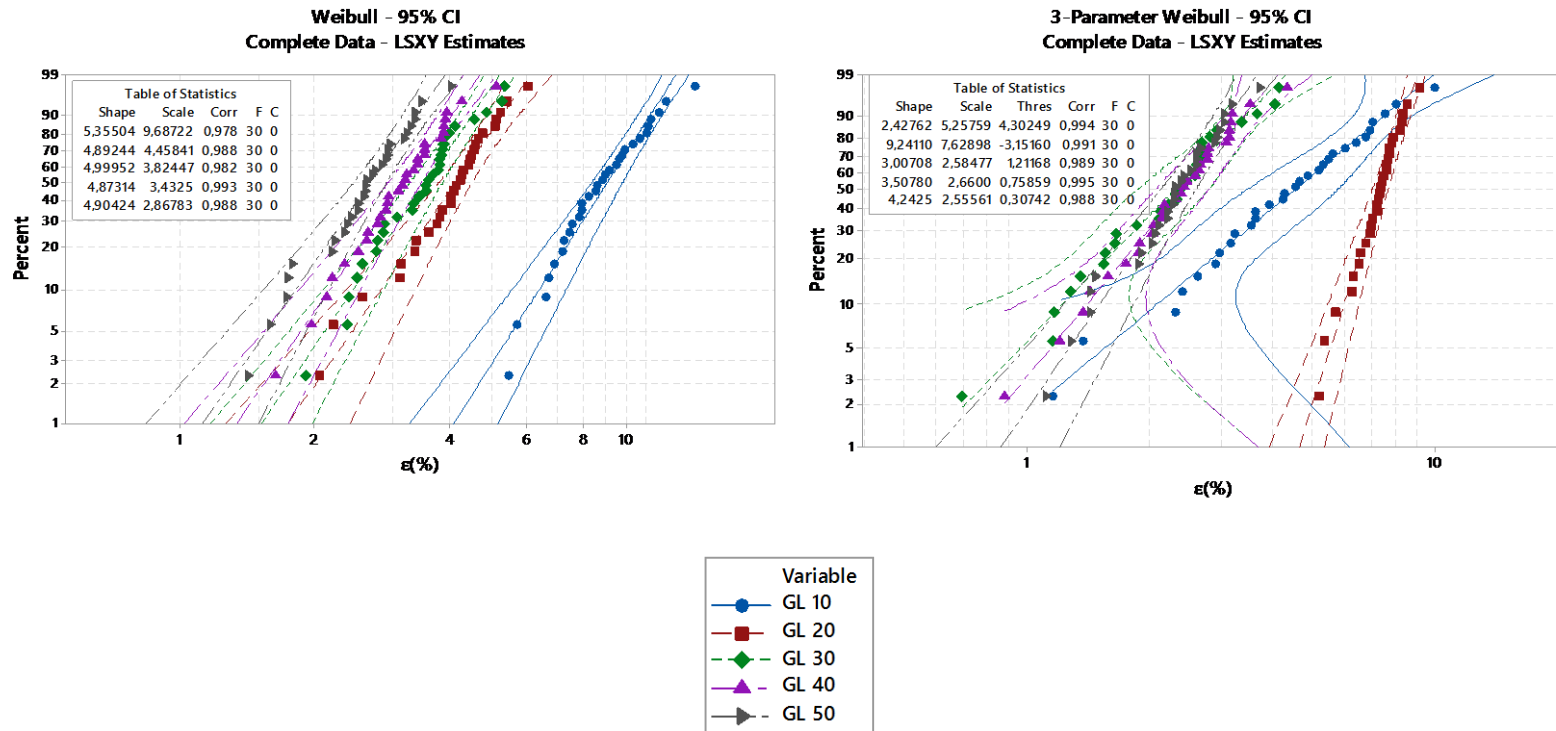 Weibull - 95% CI
Complete Data - LSXY Estimates
Table of Statistics
Shape Scale Corr F C
5,35504 9,68722 0,978 30 0
4,89244 4,45841 0,988 30 0
4,99952 3,82447 0,982 30 0
4,87314 3,4325 0,993 30 0
4,90424 2,86783 0,988 30 0
Percent
99
90
80
70
60
50
40
30
20
10
5
3
2
1
1 2 4 6 8 10
ε(%)
3-Parameter Weibull - 95% CI
Complete Data - LSXY Estimates
Table of Statistics
Shape Scale Thres Corr F C
2,42762 5,25759 4,30249 0,994 30 0
9,24110 7,62898 -3,15160 0,991 30 0
3,00708 2,58477 1,21168 0,989 30 0
3,50780 2,6600 0,75859 0,995 30 0
4,2425 2,55561 0,30742 0,988 30 0
Percent
99
90
80
70
60
50
40
30
20
10
5
3
2
1
1 10
ε(%)
Variable
GL 10
GL 20
GL 30
GL 40
GL 50